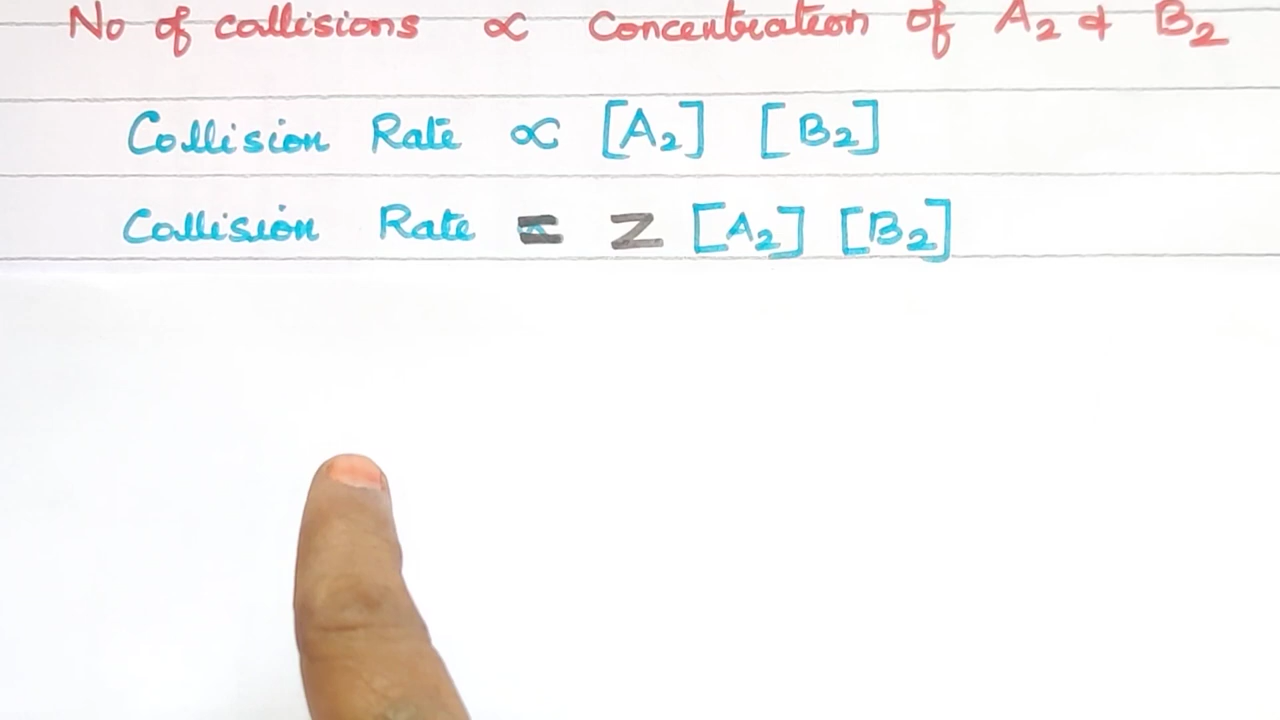 No of collisions ∝ Concentration of A₂ & B₂
Collision Rate ∝ [A₂] [B₂]
Collision Rate = Z [A₂] [B₂]